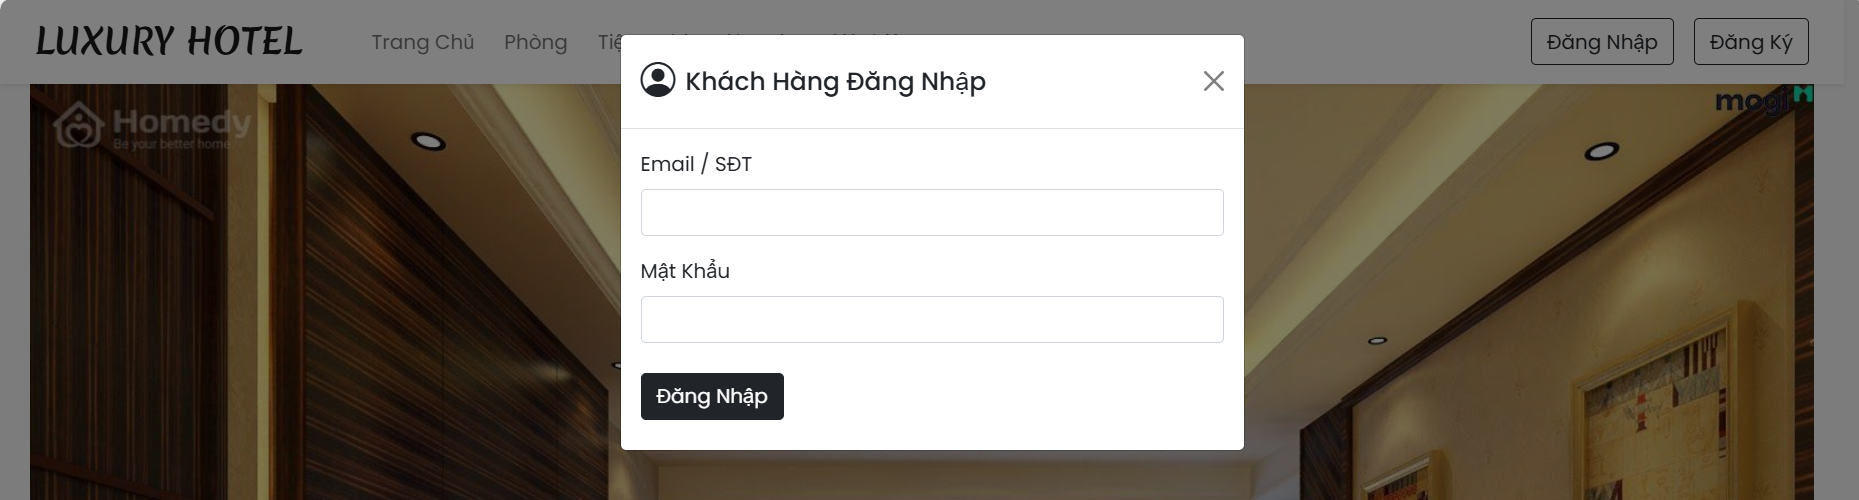 LUXURY HOTEL
Trang Chủ Phòng
Đăng Nhập Đăng Ký
Homedy
Be your better home
mogi
Khách Hàng Đăng Nhập
Email / SĐT
Mật Khẩu
Đăng Nhập